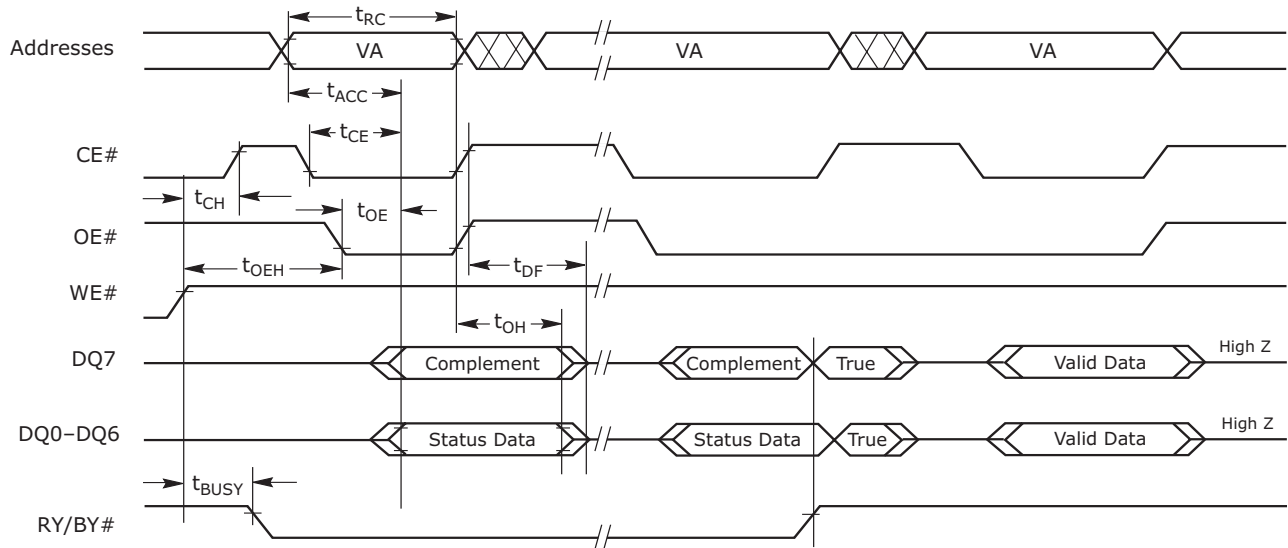 tRC
Addresses VA VA VA
tACC
tCE
CE#
tCH tOE
OE#
tOEH tDF
WE#
tOH
DQ7 Complement Complement True Valid Data High Z
DQ0–DQ6 Status Data Status Data True Valid Data High Z
tBUSY
RY/BY#